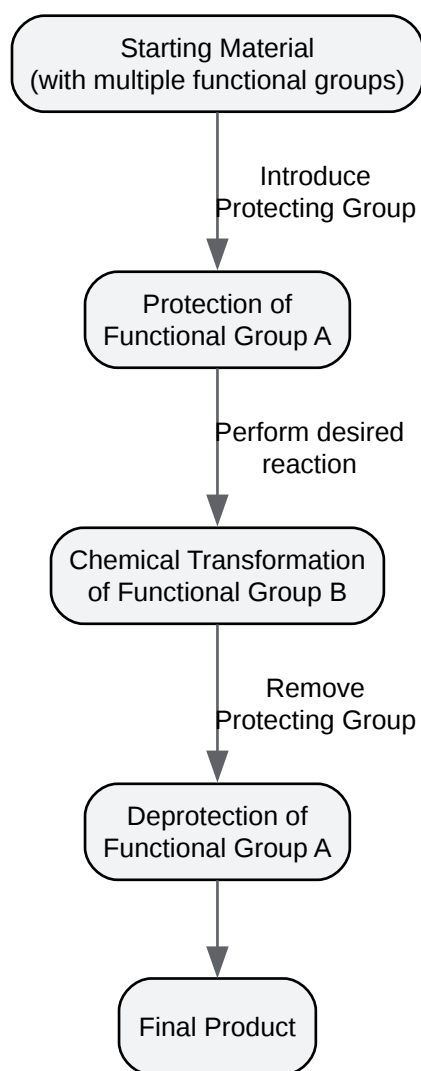 Starting Material
(with multiple functional groups)
Introduce
Protecting Group
Protection of
Functional Group A
Perform desired
reaction
Chemical Transformation
of Functional Group B
Remove
Protecting Group
Deprotection of
Functional Group A
Final Product